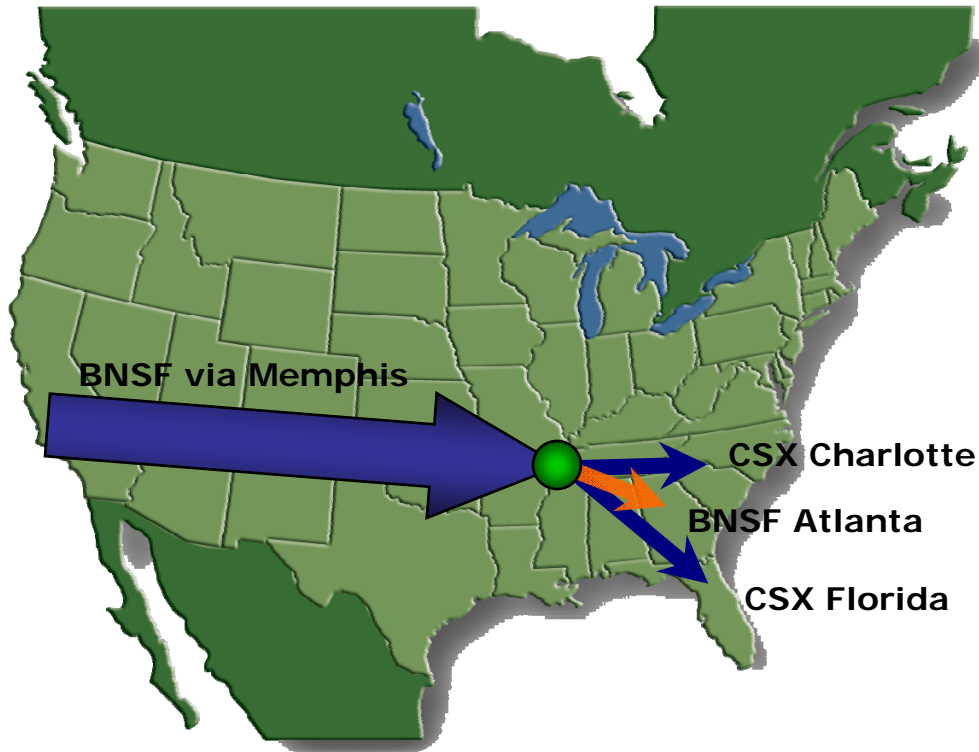 BNSF via Memphis
CSX Charlotte
BNSF Atlanta
CSX Florida